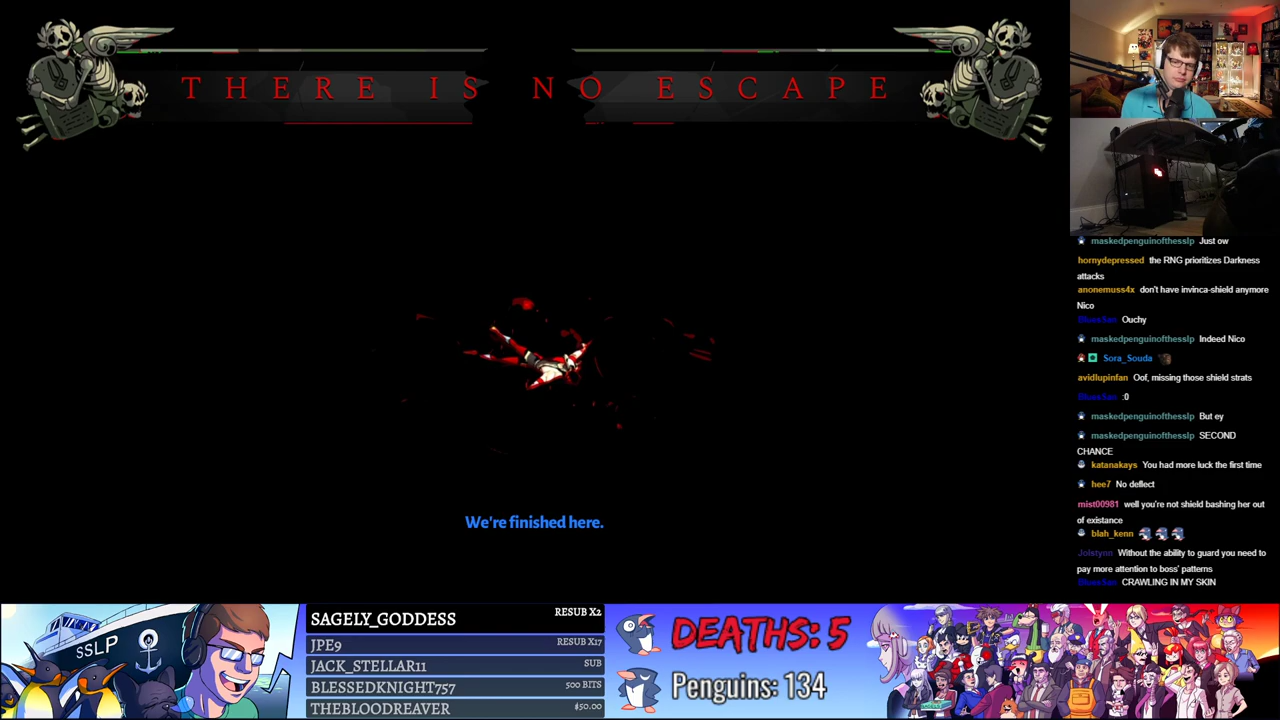 THERE IS NO ESCAPE
We're finished here.
maskedpenguinofthesslp Just ow
hornydepressed the RNG prioritizes Darkness
attacks
anonemuss4x don't have invinca-shield anymore
Nico
Ouchy
maskedpenguinofthesslp Indeed Nico
Sora_Souda
avidlupinfan Oof, missing those shield strats
:0
maskedpenguinofthesslp But ey
maskedpenguinofthesslp SECOND
CHANCE
katanakays You had more luck the first time
hee7 No deflect
mist00981 well you're not shield bashing her out
of existance
blah_kenn
Jolstynn Without the ability to guard you need to
pay more attention to boss' patterns
CRAWLING IN MY SKIN
SSLP
SAGELY_GODDESS RESUB X2
JPE9 RESUB X17
JACK_STELLAR11 SUB
BLESSEDKNIGHT757 500 BITS
THEBLOODREAVER $50.00
DEATHS: 5
Penguins: 134